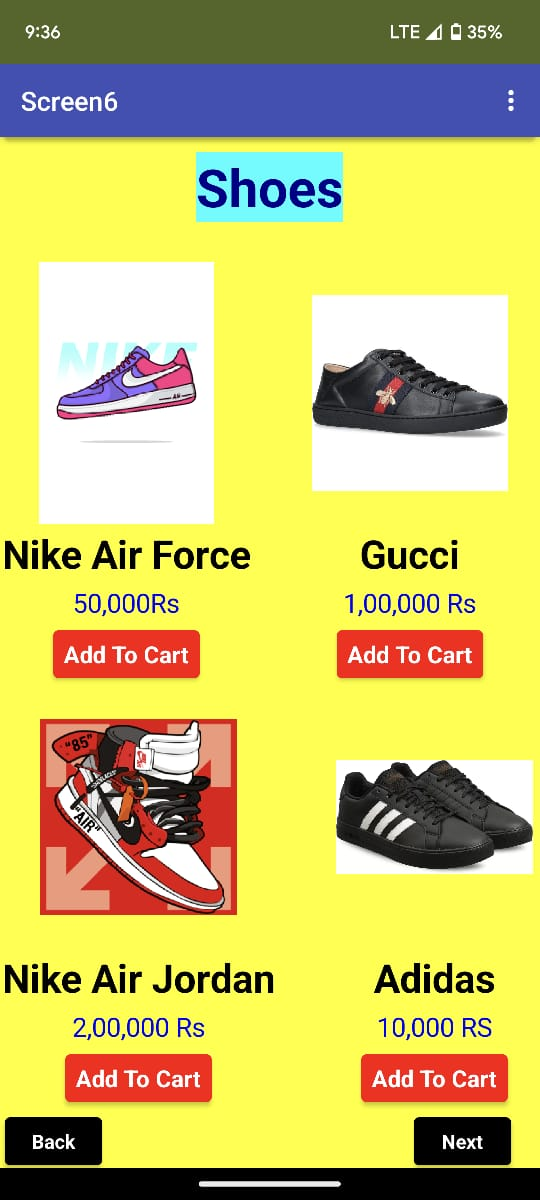 9:36 LTE 35%
Screen6
Shoes
NIKE
AIR
Nike Air Force
50,000Rs
Add To Cart
Gucci
1,00,000 Rs
Add To Cart
"85"
"AIR"
Nike Air Jordan
2,00,000 Rs
Add To Cart
Adidas
10,000 RS
Add To Cart
Back
Next